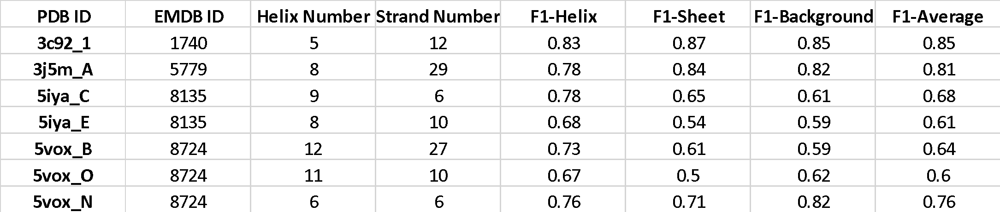 PDB ID EMDB ID Helix Number Strand Number F1-Helix F1-Sheet F1-Background F1-Average
3c92_1 1740 5 12 0.83 0.87 0.85 0.85
3j5m_A 5779 8 29 0.78 0.84 0.82 0.81
5iya_C 8135 9 6 0.78 0.65 0.61 0.68
5iya_E 8135 8 10 0.68 0.54 0.59 0.61
5vox_B 8724 12 27 0.73 0.61 0.59 0.64
5vox_O 8724 11 10 0.67 0.5 0.62 0.6
5vox_N 8724 6 6 0.76 0.71 0.82 0.76